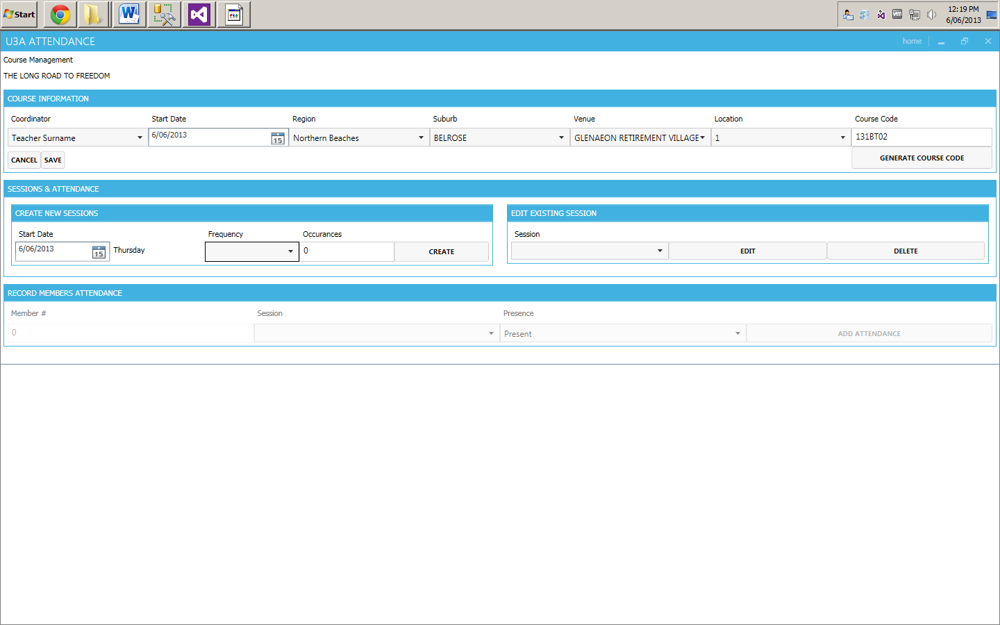 Start
12:19 PM
6/06/2013
U3A ATTENDANCE
home
Course Management
THE LONG ROAD TO FREEDOM
COURSE INFORMATION
Coordinator Start Date Region Suburb Venue Location Course Code
Teacher Surname 6/06/2013 15 Northern Beaches BELROSE GLENAEON RETIREMENT VILLAGE 1 131BT02
CANCEL SAVE GENERATE COURSE CODE
SESSIONS & ATTENDANCE
CREATE NEW SESSIONS
Start Date Frequency Occurances
6/06/2013 15 Thursday 0 CREATE
EDIT EXISTING SESSION
Session
EDIT DELETE
RECORD MEMBERS ATTENDANCE
Member # Session Presence
0 Present ADD ATTENDANCE